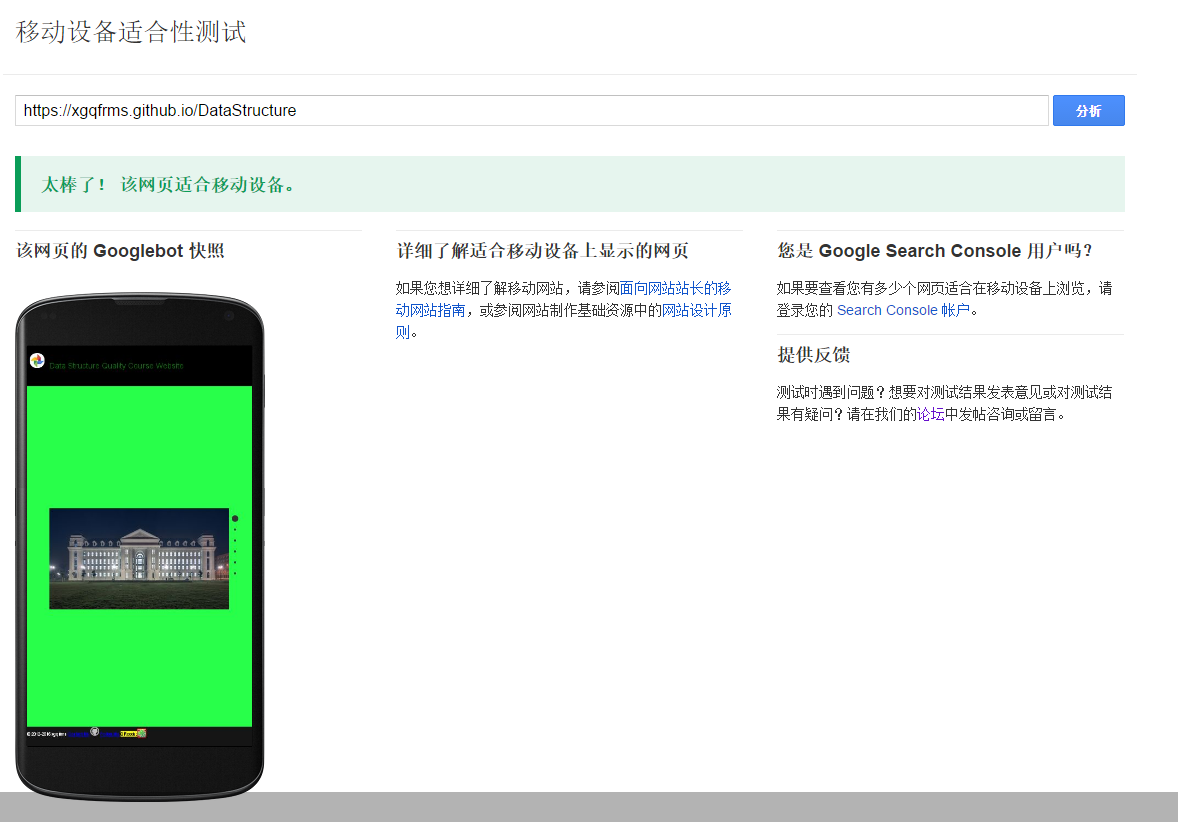 移动设备适合性测试
https://xgqfrms.github.io/DataStructure
分析
太棒了！ 该网页适合移动设备。
该网页的 Googlebot 快照
Data Structure Quality Course Website
详细了解适合移动设备上显示的网页
如果您想详细了解移动网站，请参阅面向网站站长的移
动网站指南，或参阅网站制作基础资源中的网站设计原
则。
您是 Google Search Console 用户吗？
如果要查看您有多少个网页适合在移动设备上浏览，请
登录您的 Search Console 帐户。
提供反馈
测试时遇到问题？想要对测试结果发表意见或对测试结
果有疑问？请在我们的论坛中发帖咨询或留言。